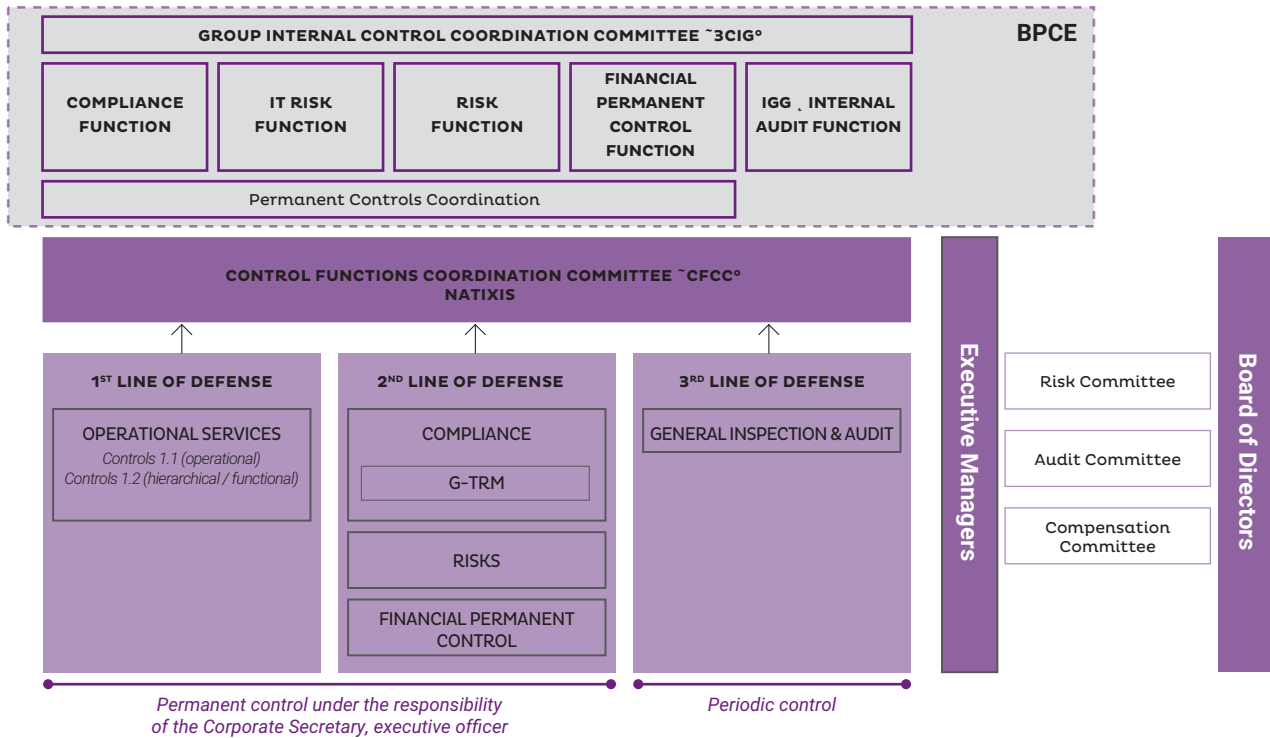 GROUP INTERNAL CONTROL COORDINATION COMMITTEE ˜3CIG°
BPCE
COMPLIANCE
FUNCTION
IT RISK
FUNCTION
RISK
FUNCTION
FINANCIAL
PERMANENT
CONTROL
FUNCTION
IGG ˛ INTERNAL
AUDIT FUNCTION
Permanent Controls Coordination
CONTROL FUNCTIONS COORDINATION COMMITTEE ˜CFCC°
NATIXIS
1ST LINE OF DEFENSE
OPERATIONAL SERVICES
Controls 1.1 (operational)
Controls 1.2 (hierarchical / functional)
2ND LINE OF DEFENSE
COMPLIANCE
G-TRM
RISKS
FINANCIAL PERMANENT
CONTROL
3RD LINE OF DEFENSE
GENERAL INSPECTION & AUDIT
Executive Managers
Risk Committee
Audit Committee
Compensation
Committee
Board of Directors
Permanent control under the responsibility
of the Corporate Secretary, executive officer
Periodic control